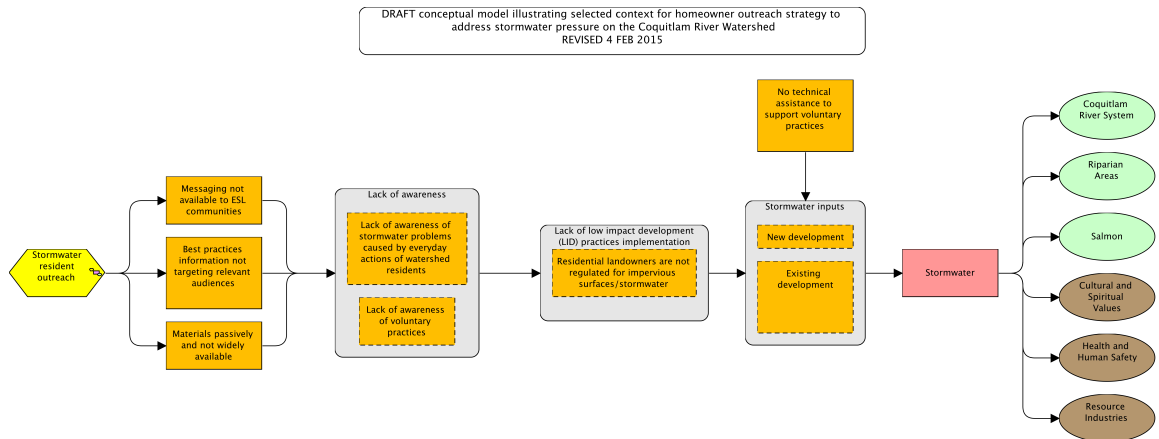 DRAFT conceptual model illustrating selected context for homeowner outreach strategy to
address stormwater pressure on the Coquitlam River Watershed
REVISED 4 FEB 2015
Stormwater
resident
outreach
Messaging not
available to ESL
communities
Best practices
information not
targeting relevant
audiences
Materials passively
and not widely
available
Lack of awareness
Lack of awareness of
stormwater problems
caused by everyday
actions of watershed
residents
Lack of awareness
of voluntary
practices
Lack of low impact development
(LID) practices implementation
Residential landowners are not
regulated for impervious
surfaces/stormwater
No technical
assistance to
support voluntary
practices
Stormwater inputs
New development
Existing
development
Stormwater
Coquitlam
River System
Riparian
Areas
Salmon
Cultural and
Spiritual
Values
Health and
Human Safety
Resource
Industries